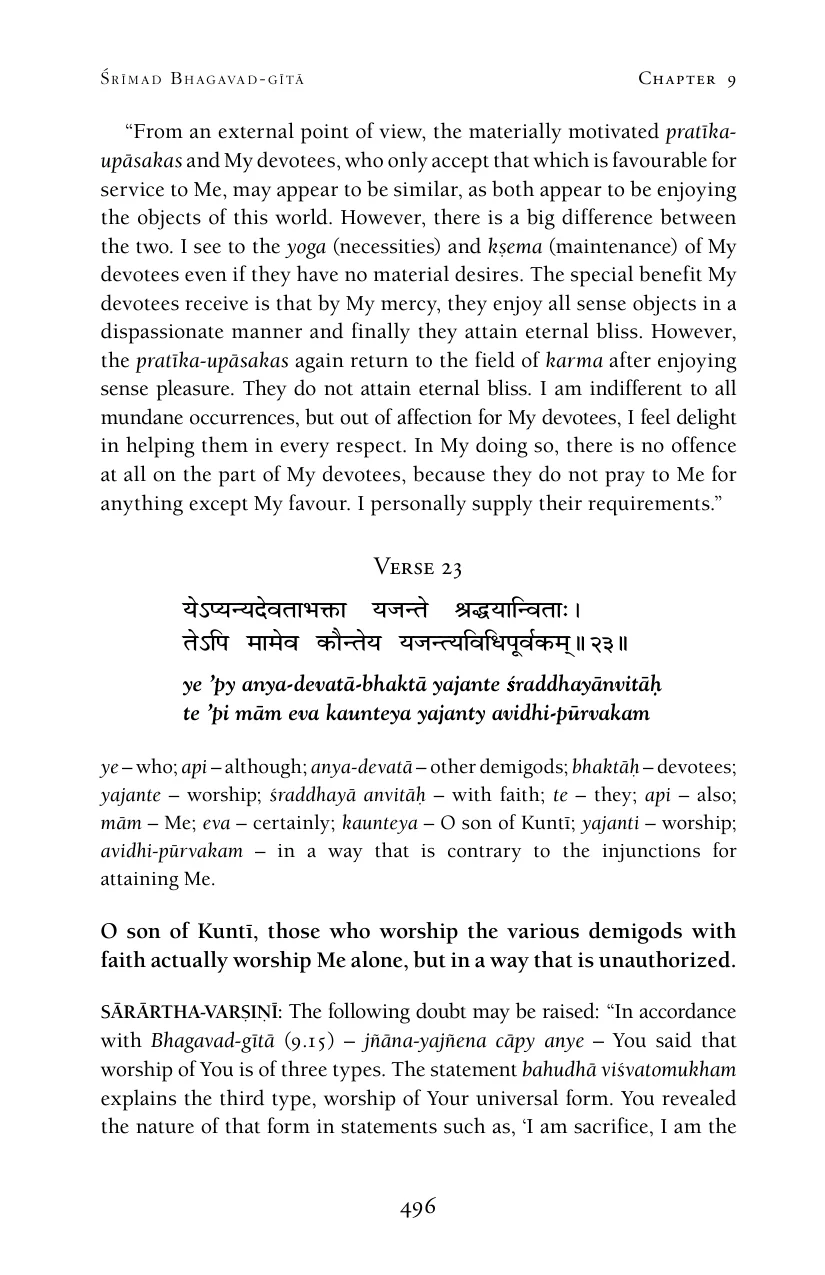 Śrīmad Bhagavad-gītā Chapter 9
“From an external point of view, the materially motivated pratīka-
upāsakas and My devotees, who only accept that which is favourable for
service to Me, may appear to be similar, as both appear to be enjoying
the objects of this world. However, there is a big difference between
the two. I see to the yoga (necessities) and kṣema (maintenance) of My
devotees even if they have no material desires. The special benefit My
devotees receive is that by My mercy, they enjoy all sense objects in a
dispassionate manner and finally they attain eternal bliss. However,
the pratīka-upāsakas again return to the field of karma after enjoying
sense pleasure. They do not attain eternal bliss. I am indifferent to all
mundane occurrences, but out of affection for My devotees, I feel delight
in helping them in every respect. In My doing so, there is no offence
at all on the part of My devotees, because they do not pray to Me for
anything except My favour. I personally supply their requirements.”
Verse 23
येऽप्यन्यदेवताभक्ता यजन्ते श्रद्धयान्विताः।
तेऽपि मामेव कौन्तेय यजन्त्यविधिपूर्वकम्॥२३॥
ye ’py anya-devatā-bhaktā yajante śraddhayānvitāḥ
te ’pi mām eva kaunteya yajanty avidhi-pūrvakam
ye – who; api – although; anya-devatā – other demigods; bhaktāḥ – devotees;
yajante – worship; śraddhayā anvitāḥ – with faith; te – they; api – also;
mām – Me; eva – certainly; kaunteya – O son of Kuntī; yajanti – worship;
avidhi-pūrvakam – in a way that is contrary to the injunctions for
attaining Me.
O son of Kuntī, those who worship the various demigods with
faith actually worship Me alone, but in a way that is unauthorized.
SĀRĀRTHA-VARṢIṆĪ: The following doubt may be raised: “In accordance
with Bhagavad-gītā (9.15) – jñāna-yajñena cāpy anye – You said that
worship of You is of three types. The statement bahudhā viśvatomukham
explains the third type, worship of Your universal form. You revealed
the nature of that form in statements such as, ‘I am sacrifice, I am the
496